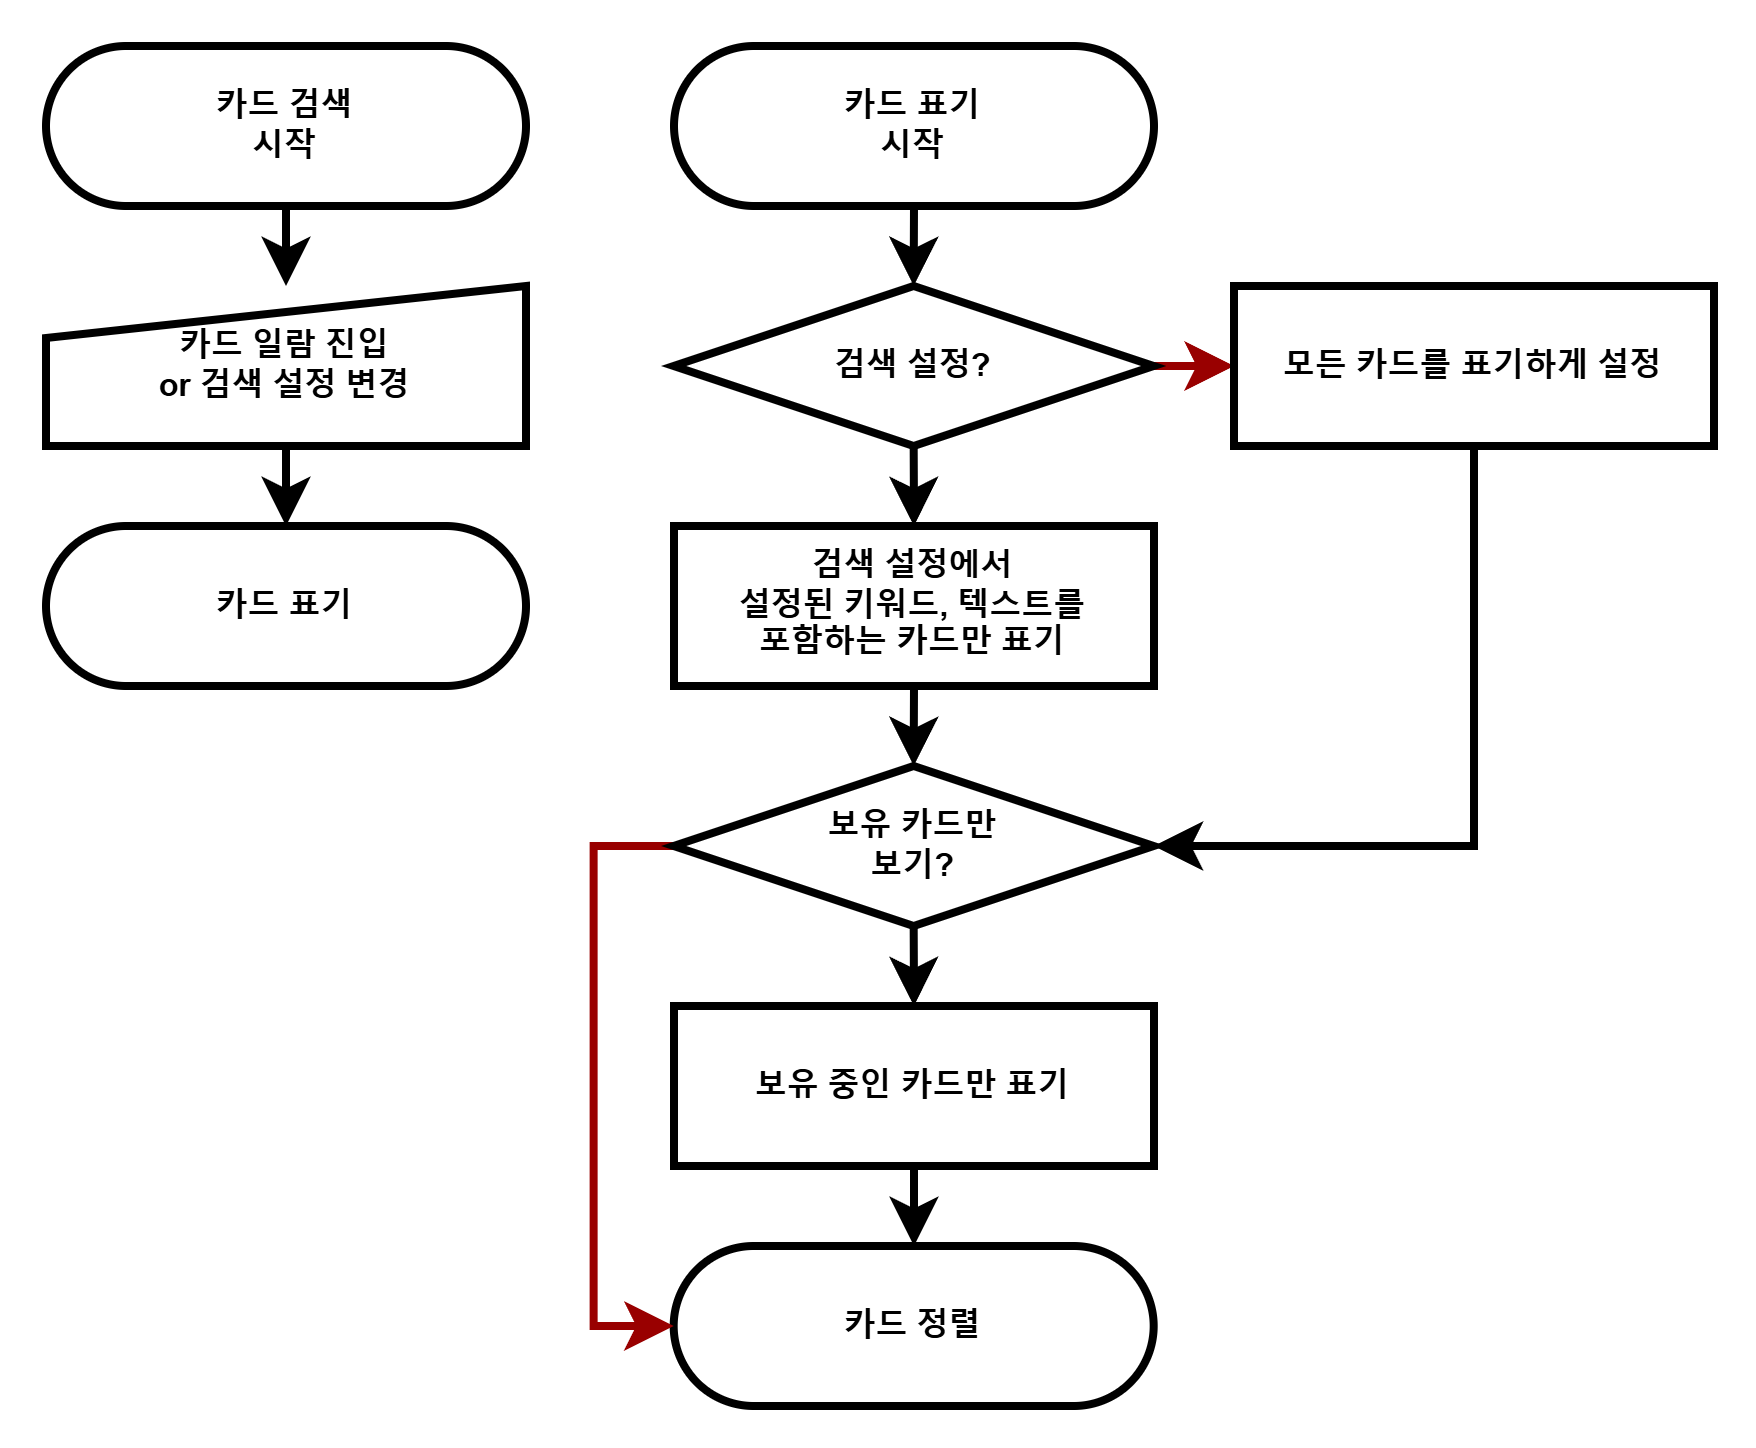 카드 검색
시작
카드 일람 진입
or 검색 설정 변경
카드 표기
카드 표기
시작
검색 설정?
모든 카드를 표기하게 설정
검색 설정에서
설정된 키워드, 텍스트를
포함하는 카드만 표기
보유 카드만
보기?
보유 중인 카드만 표기
카드 정렬